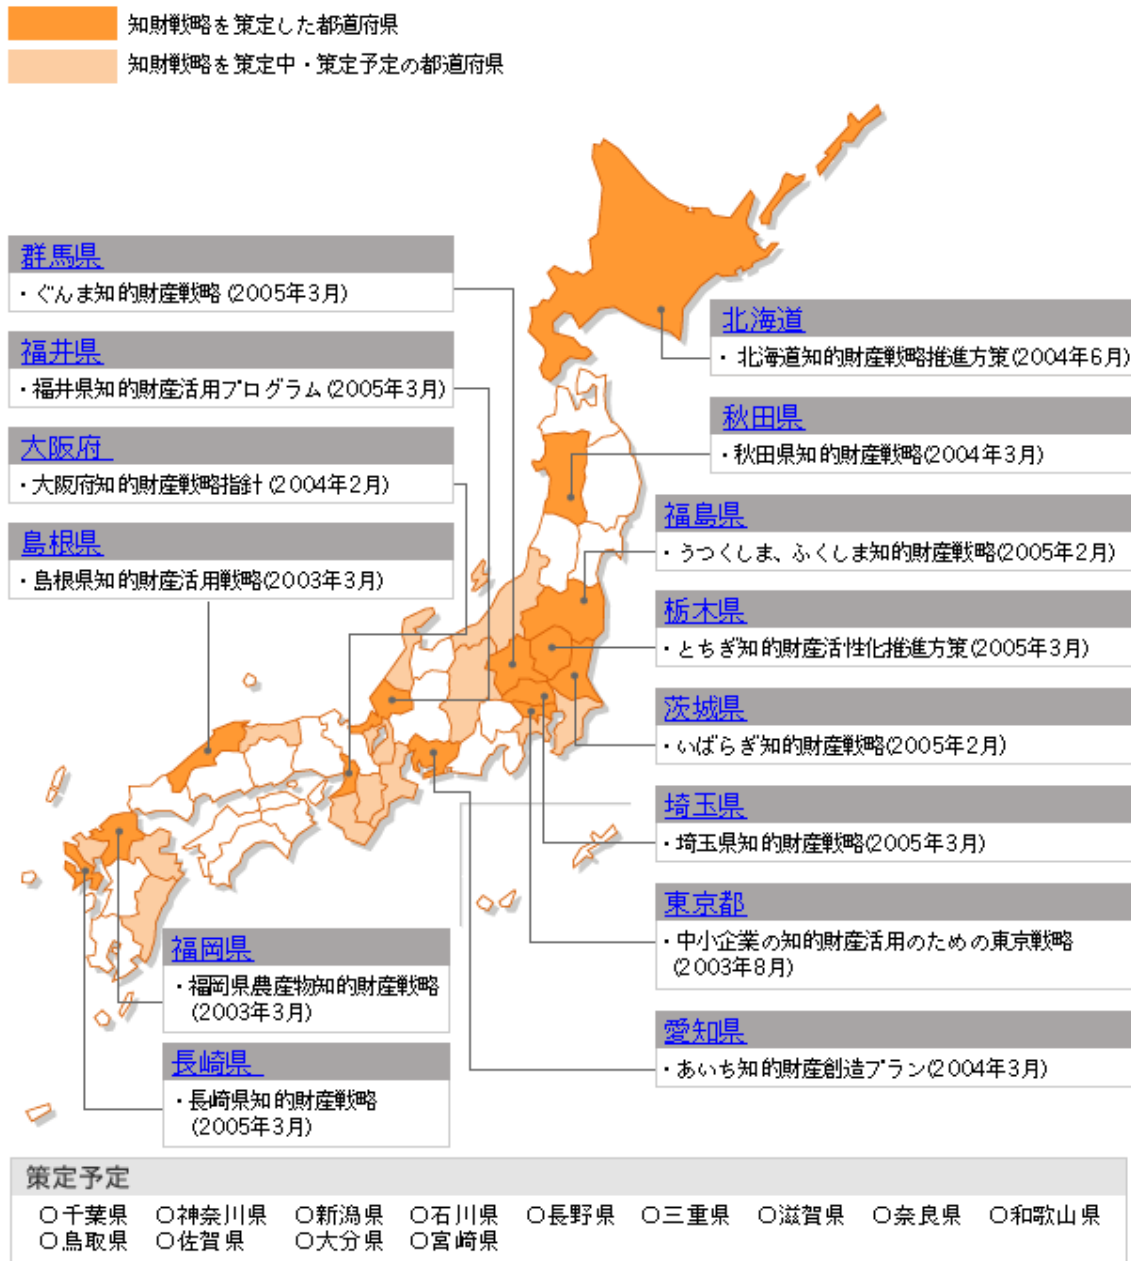 知財戦略を策定した都道府県
知財戦略を策定中・策定予定の都道府県
群馬県
・ぐんま知的財産戦略(2005年3月)
福井県
・福井県知的財産活用プログラム(2005年3月)
大阪府
・大阪府知的財産戦略指針(2004年2月)
島根県
・島根県知的財産活用戦略(2003年3月)
北海道
・北海道知的財産戦略推進方策(2004年6月)
秋田県
・秋田県知的財産戦略(2004年3月)
福島県
・うつくしま、ふくしま知的財産戦略(2005年2月)
栃木県
・とちぎ知的財産活性化推進方策(2005年3月)
茨城県
・いばらぎ知的財産戦略(2005年2月)
埼玉県
・埼玉県知的財産戦略(2005年3月)
東京都
・中小企業の知的財産活用のための東京戦略
(2003年8月)
愛知県
・あいち知的財産創造プラン(2004年3月)
福岡県
・福岡県農産物知的財産戦略
(2003年3月)
長崎県
・長崎県知的財産戦略
(2005年3月)
策定予定
○千葉県 ○神奈川県 ○新潟県 ○石川県 ○長野県 ○三重県 ○滋賀県 ○奈良県 ○和歌山県
○鳥取県 ○佐賀県 ○大分県 ○宮崎県